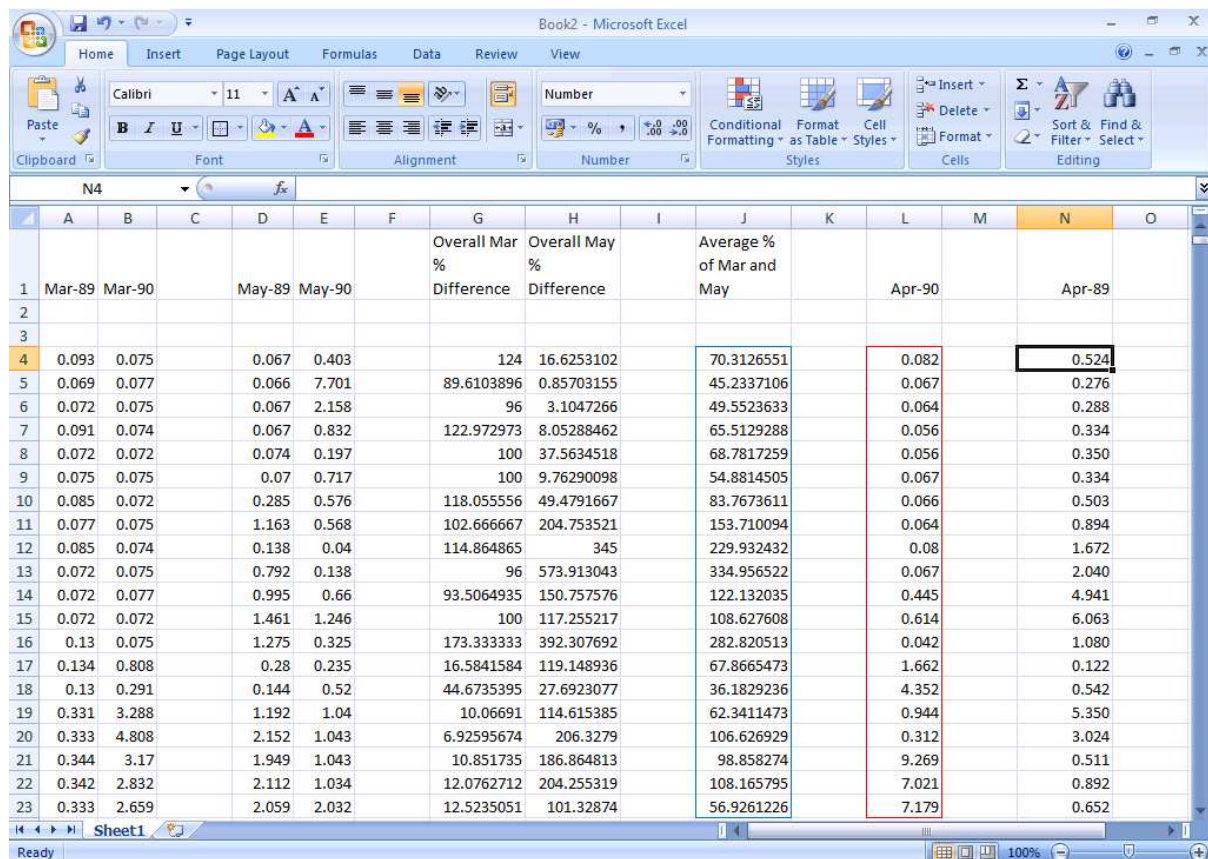 Book2 - Microsoft Excel
Home Insert Page Layout Formulas Data Review View
Paste
Calibri 11
B I U
Number
% ,
Conditional Formatting
Format as Table
Cell Styles
Insert
Delete
Format
Σ
Sort & Filter
Find & Select
Clipboard Font Alignment Number Styles Cells Editing
N4 fx
A B C D E F G H I J K L M N O
1 Mar-89 Mar-90 May-89 May-90 Overall Mar % Difference Overall May % Difference Average % of Mar and May Apr-90 Apr-89
2
3
4 0.093 0.075 0.067 0.403 124 16.6253102 70.3126551 0.082 0.524
5 0.069 0.077 0.066 7.701 89.6103896 0.85703155 45.2337106 0.067 0.276
6 0.072 0.075 0.067 2.158 96 3.1047266 49.5523633 0.064 0.288
7 0.091 0.074 0.067 0.832 122.972973 8.05288462 65.5129288 0.056 0.334
8 0.072 0.072 0.074 0.197 100 37.5634518 68.7817259 0.056 0.350
9 0.075 0.075 0.07 0.717 100 9.76290098 54.8814505 0.067 0.334
10 0.085 0.072 0.285 0.576 118.055556 49.4791667 83.7673611 0.066 0.503
11 0.077 0.075 1.163 0.568 102.666667 204.753521 153.710094 0.064 0.894
12 0.085 0.074 0.138 0.04 114.864865 345 229.932432 0.08 1.672
13 0.072 0.075 0.792 0.138 96 573.913043 334.956522 0.067 2.040
14 0.072 0.077 0.995 0.66 93.5064935 150.757576 122.132035 0.445 4.941
15 0.072 0.072 1.461 1.246 100 117.255217 108.627608 0.614 6.063
16 0.13 0.075 1.275 0.325 173.333333 392.307692 282.820513 0.042 1.080
17 0.134 0.808 0.28 0.235 16.5841584 119.148936 67.8665473 1.662 0.122
18 0.13 0.291 0.144 0.52 44.6735395 27.6923077 36.1829236 4.352 0.542
19 0.331 3.288 1.192 1.04 10.06691 114.615385 62.3411473 0.944 5.350
20 0.333 4.808 2.152 1.043 6.92595674 206.3279 106.626929 0.312 3.024
21 0.344 3.17 1.949 1.043 10.851735 186.864813 98.858274 9.269 0.511
22 0.342 2.832 2.112 1.034 12.0762712 204.255319 108.165795 7.021 0.892
23 0.333 2.659 2.059 2.032 12.5235051 101.32874 56.9261226 7.179 0.652
Sheet1
Ready 100%